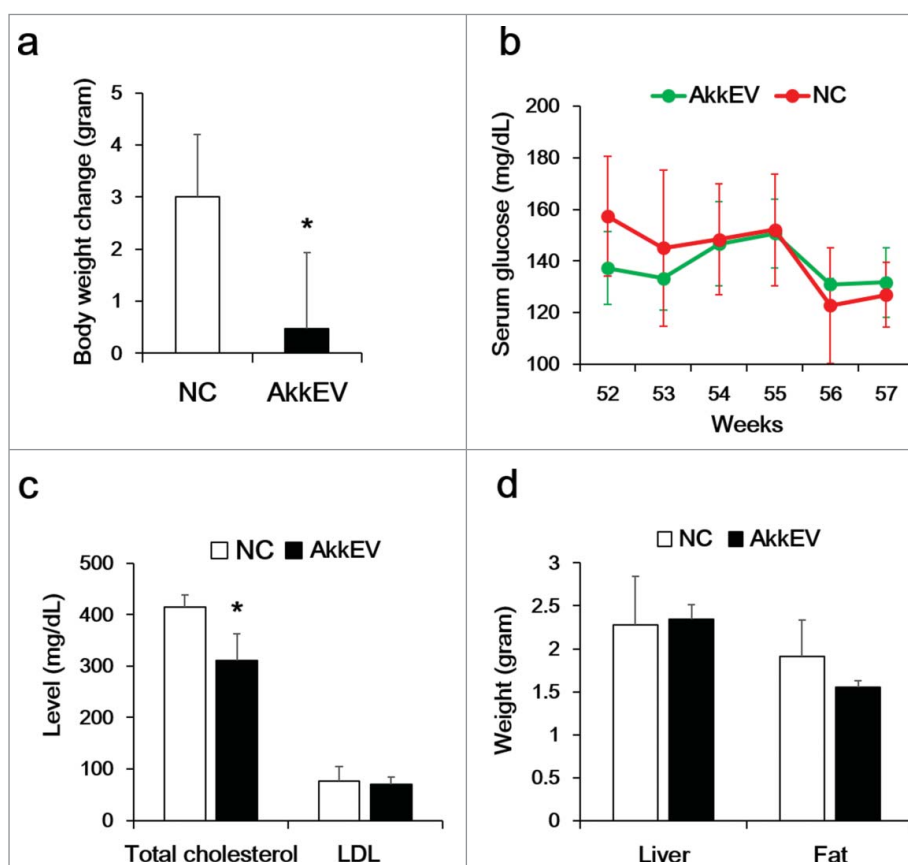 a
Body weight change (gram)
5
4
3
2
1
0
*
NC AkkEV
b
AkkEV NC
Serum glucose (mg/dL)
200
180
160
140
120
100
52 53 54 55 56 57
Weeks
c
NC AkkEV
Level (mg/dL)
500
400
300
200
100
0
*
Total cholesterol LDL
d
NC AkkEV
Weight (gram)
3
2.5
2
1.5
1
0.5
0
Liver Fat